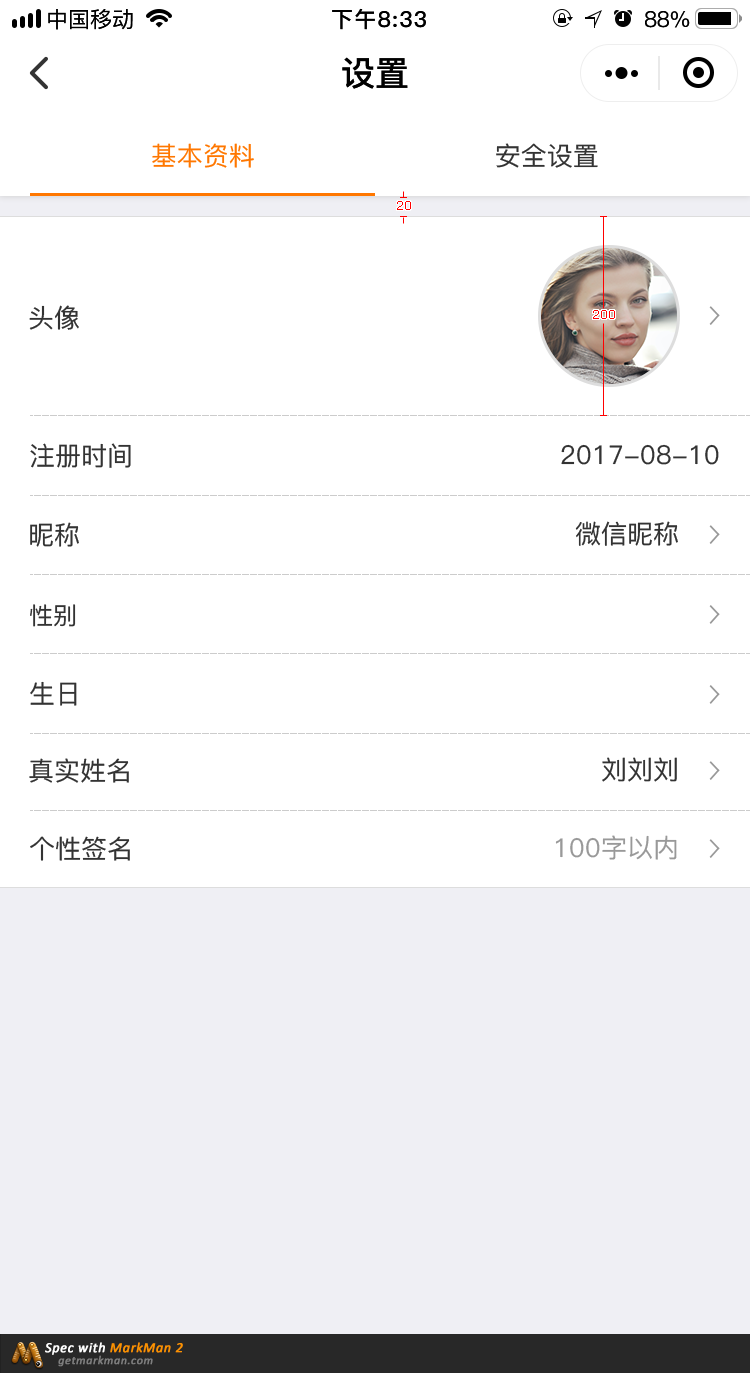 中国移动 下午8:33 88%
设置
基本资料 安全设置
20
头像 200
注册时间 2017-08-10
昵称 微信昵称
性别
生日
真实姓名 刘刘刘
个性签名 100字以内
Spec with MarkMan 2
getmarkman.com